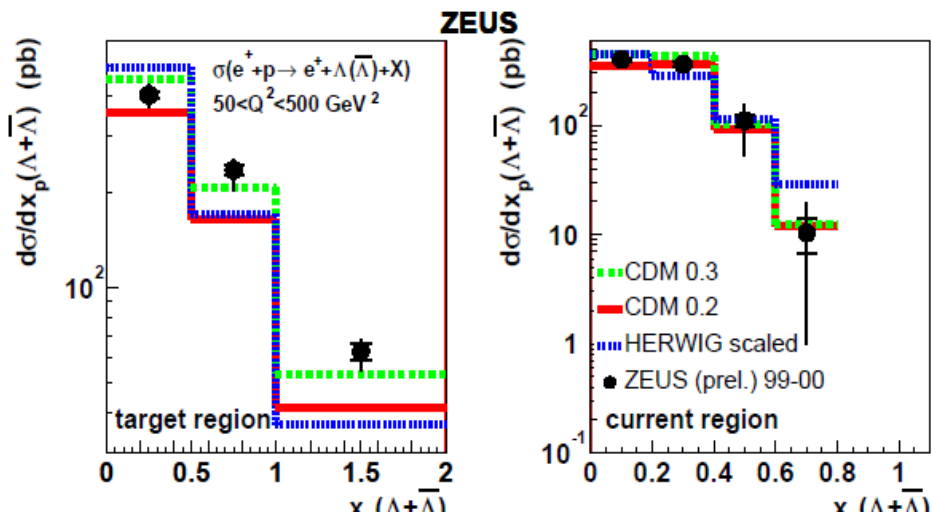 ZEUS
dσ/dx_p(Λ+Λ̅) (pb)
σ(e⁺+p→ e⁺+Λ(Λ̅)+X)
50<Q²<500 GeV²
10²
target region
0 0.5 1 1.5 2
x (Λ+Λ̅)
dσ/dx_p(Λ+Λ̅) (pb)
10²
10
1
10⁻¹
CDM 0.3
CDM 0.2
HERWIG scaled
ZEUS (prel.) 99-00
current region
0 0.2 0.4 0.6 0.8 1
x (Λ+Λ̅)